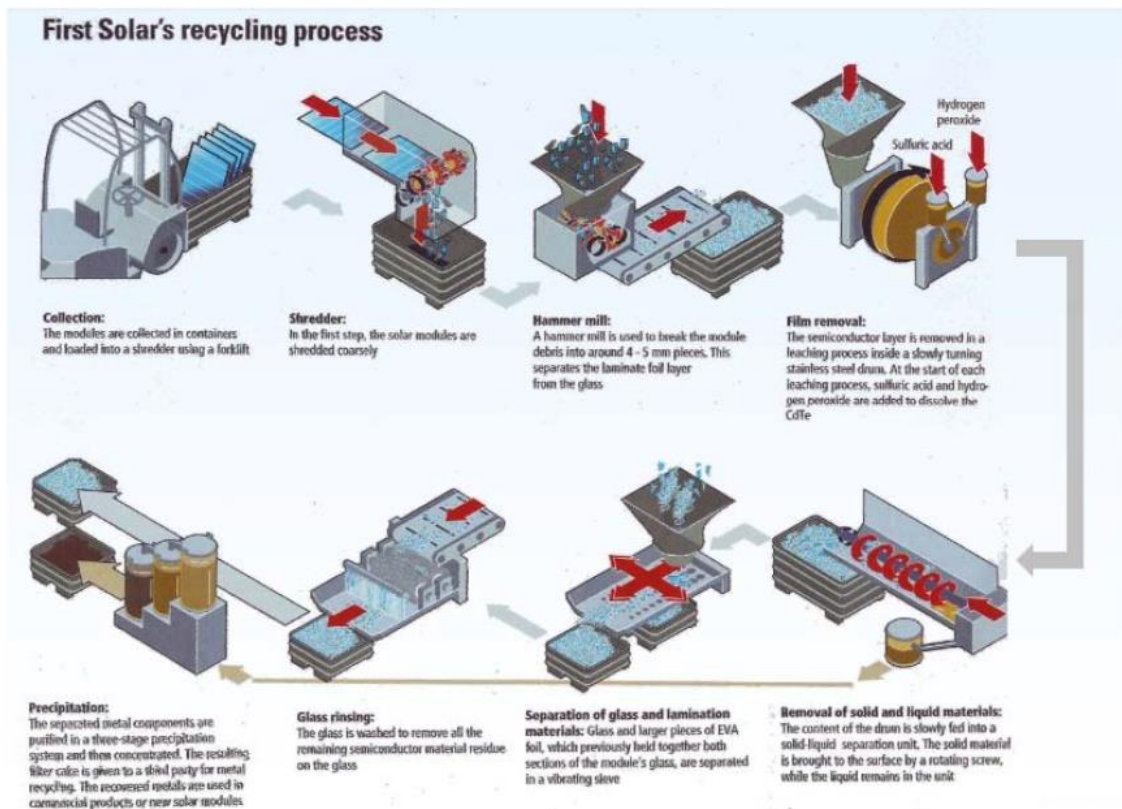 First Solar's recycling process
Hydrogen
peroxide
Sulfuric acid
Collection:
The modules are collected in containers
and loaded into a shredder using a forklift
Shredder:
In the first step, the solar modules are
shredded coarsely
Hammer mill:
A hammer mill is used to break the module
debris into around 4 - 5 mm pieces. This
separates the laminate foil layer
from the glass
Film removal:
The semiconductor layer is removed in a
leaching process inside a slowly turning
stainless steel drum. At the start of each
leaching process, sulfuric acid and hydro-
gen peroxide are added to dissolve the
CdTe
Precipitation:
The separated metal components are
purified in a three-stage precipitation
system and then concentrated. The resulting
filter cake is given to a third party for metal
recycling. The recovered metals are used in
commercial products or new solar modules
Glass rinsing:
The glass is washed to remove all the
remaining semiconductor material residue
on the glass
Separation of glass and lamination
materials: Glass and larger pieces of EVA
foil, which previously held together both
sections of the module's glass, are separated
in a vibrating sieve
Removal of solid and liquid materials:
The content of the drum is slowly fed into a
solid-liquid separation unit. The solid material
is brought to the surface by a rotating screw,
while the liquid remains in the unit